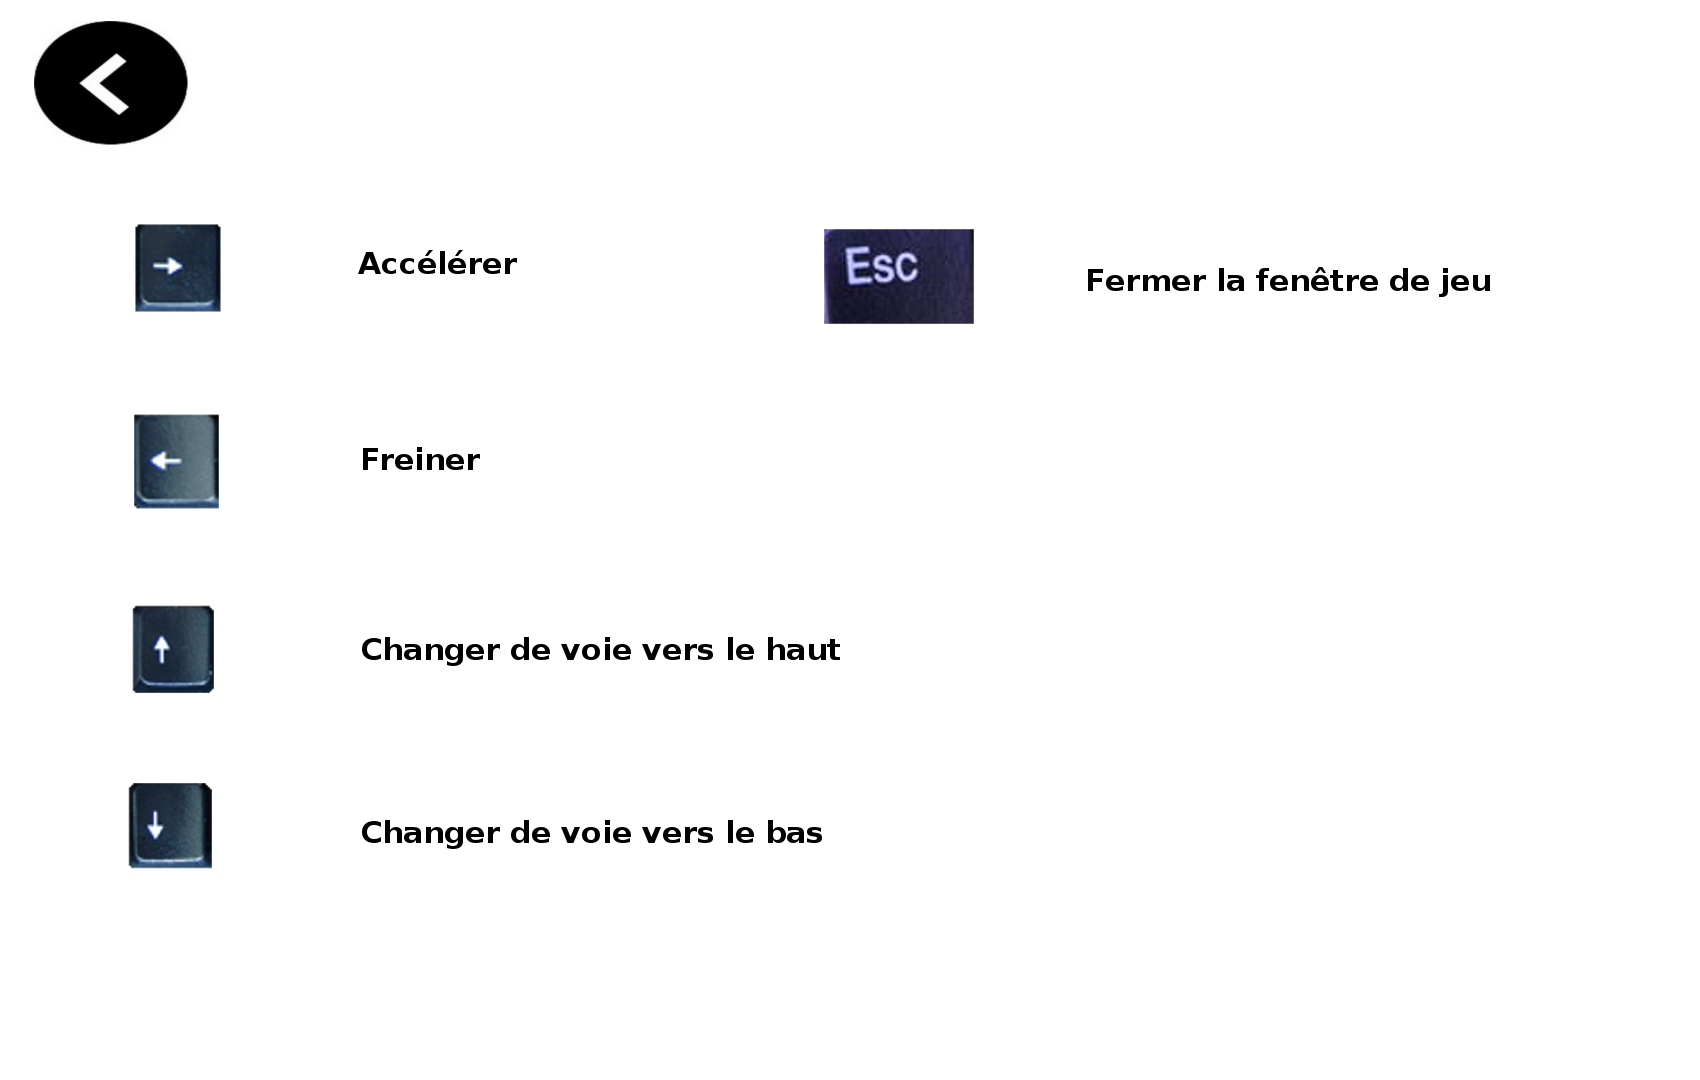 Accélérer
Esc
Fermer la fenêtre de jeu
Freiner
Changer de voie vers le haut
Changer de voie vers le bas